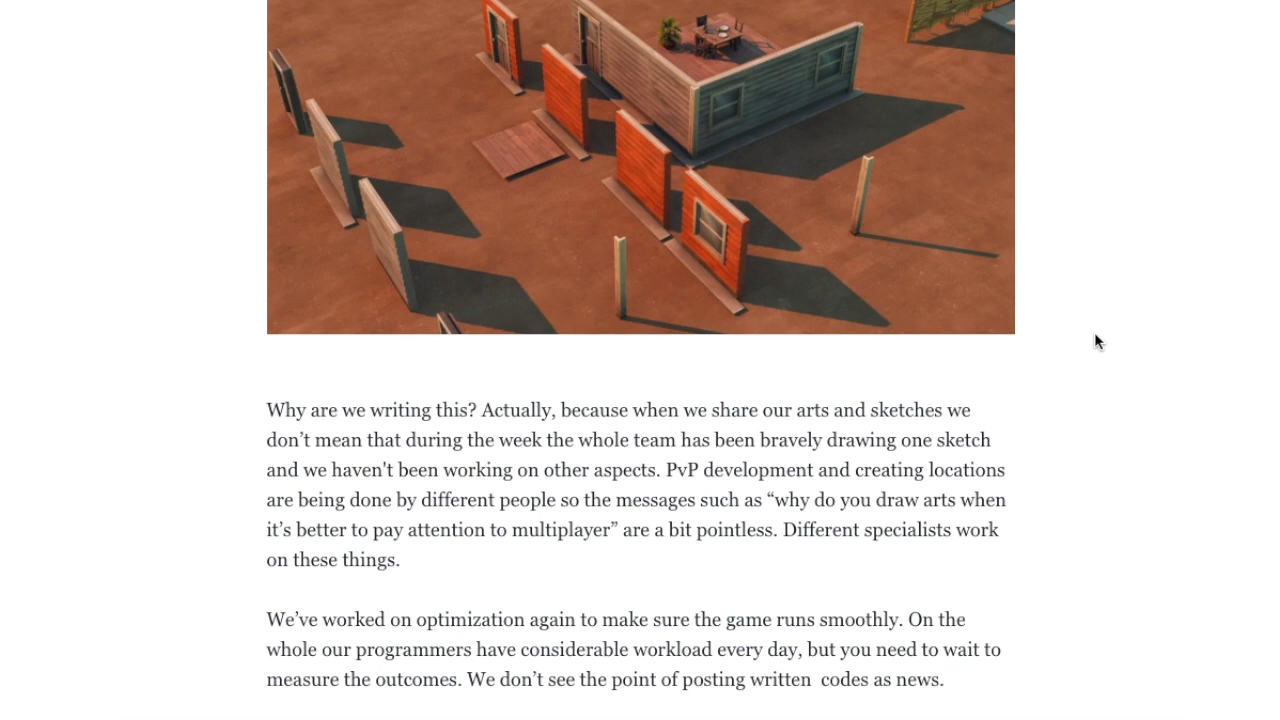 Why are we writing this? Actually, because when we share our arts and sketches we
don’t mean that during the week the whole team has been bravely drawing one sketch
and we haven't been working on other aspects. PvP development and creating locations
are being done by different people so the messages such as “why do you draw arts when
it’s better to pay attention to multiplayer” are a bit pointless. Different specialists work
on these things.
We’ve worked on optimization again to make sure the game runs smoothly. On the
whole our programmers have considerable workload every day, but you need to wait to
measure the outcomes. We don’t see the point of posting written  codes as news.